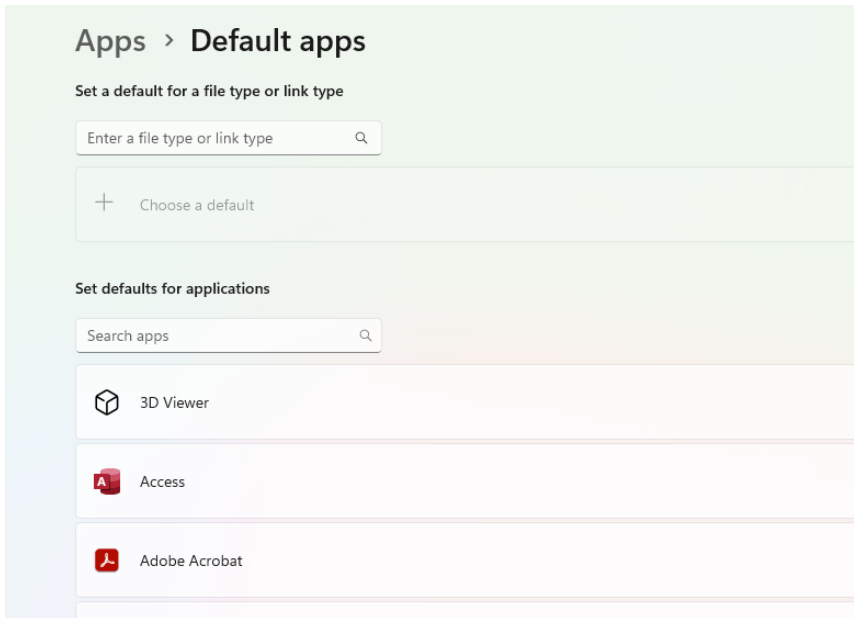 Apps > Default apps
Set a default for a file type or link type
Enter a file type or link type
Choose a default
Set defaults for applications
Search apps
3D Viewer
A Access
Adobe Acrobat